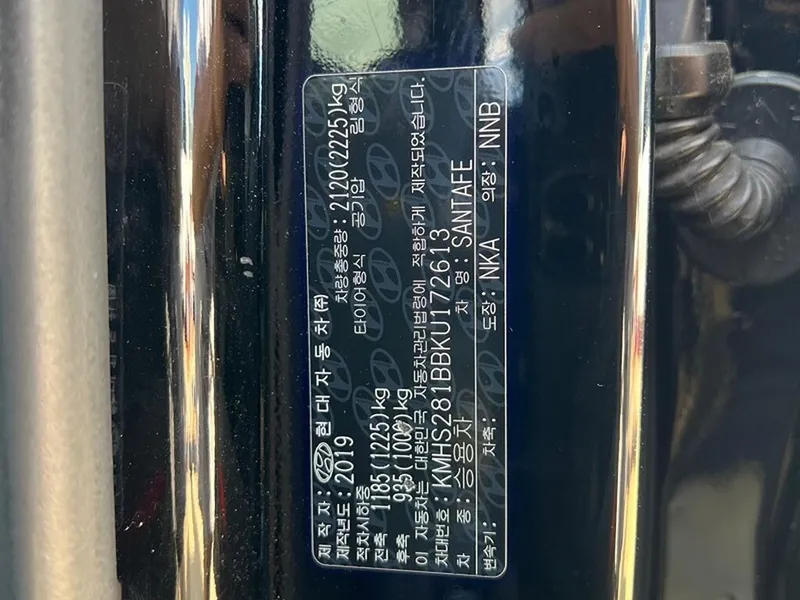 제 작 자 : 현 대 자 동 차 (주)
제작년도 : 2019 차량총중량 : 2120(2225)kg
적차시하중 타이어형식 공기압 림형식
전축 1185(1225)kg
후축 935(1000)kg
이 자동차는 대한민국 자동차관리법령에 적합하게 제작되었습니다.
차대번호 : KMHS281BBKU172613
차 종 : 승용차 차 명 : SANTAFE
변속기 : 차축 : 도장 : NKA 의장 : NNB